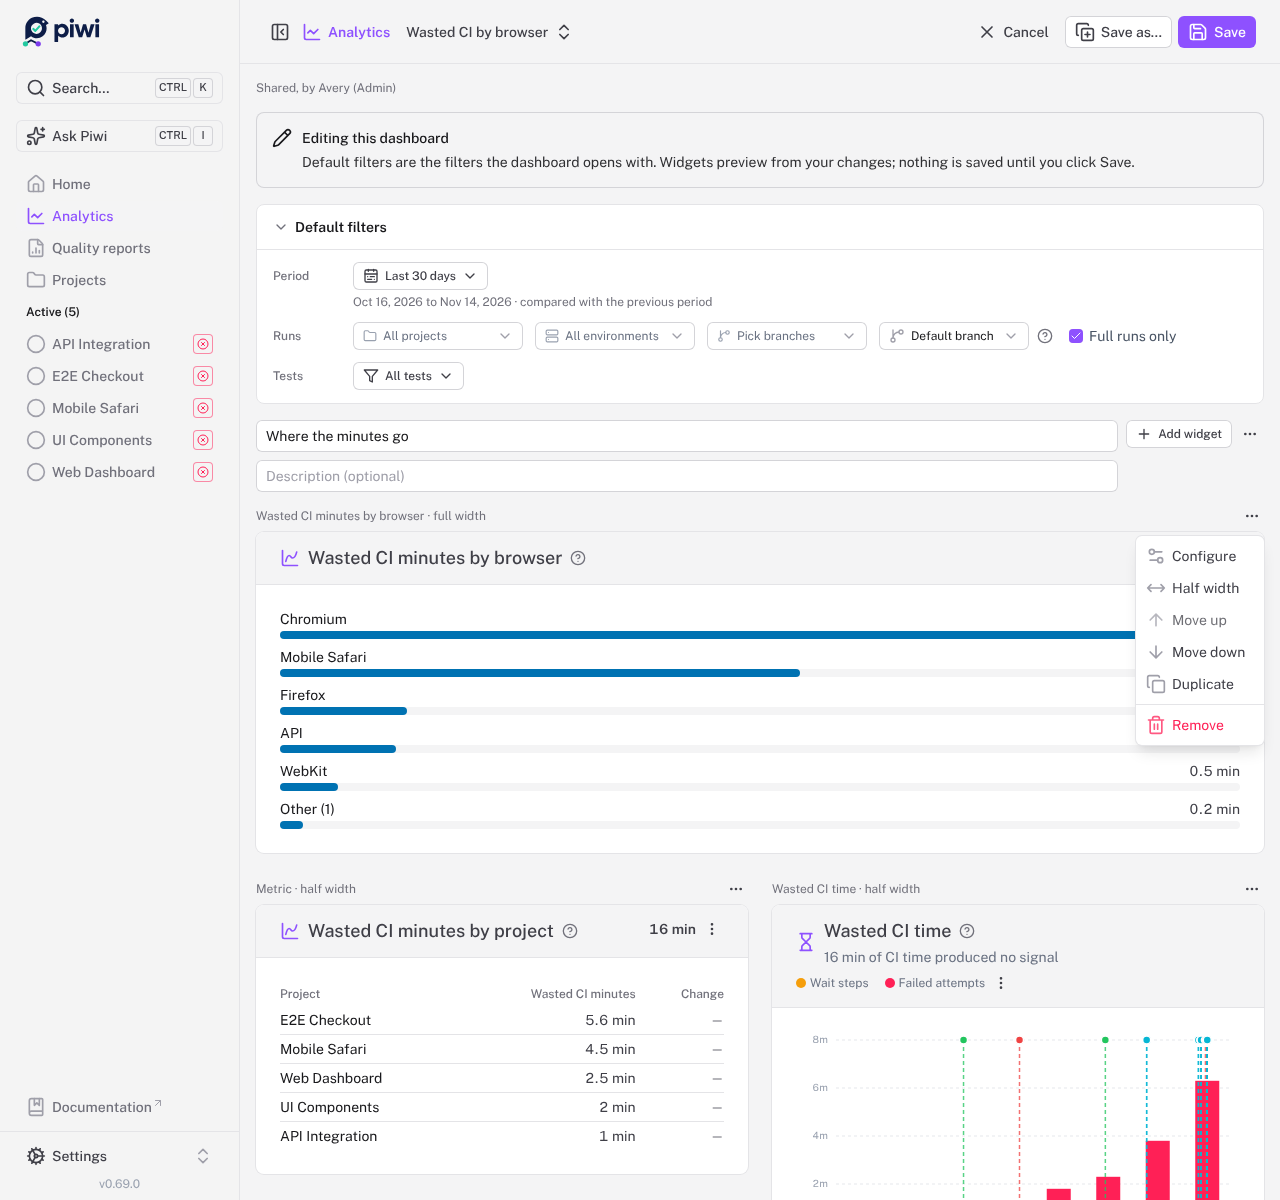 piwi
Search... CTRL K
Ask Piwi CTRL I
Home
Analytics
Quality reports
Projects
Active (5)
API Integration
E2E Checkout
Mobile Safari
UI Components
Web Dashboard
Documentation
Settings
v0.69.0
Analytics Wasted CI by browser Cancel Save as... Save
Shared, by Avery (Admin)
Editing this dashboard
Default filters are the filters the dashboard opens with. Widgets preview from your changes; nothing is saved until you click Save.
Default filters
Period Last 30 days
Oct 16, 2026 to Nov 14, 2026 · compared with the previous period
Runs All projects All environments Pick branches Default branch Full runs only
Tests All tests
Where the minutes go Add widget
Description (optional)
Wasted CI minutes by browser · full width
Wasted CI minutes by browser
Configure
Half width
Move up
Move down
Duplicate
Remove
Chromium
Mobile Safari
Firefox
API
WebKit 0.5 min
Other (1) 0.2 min
Metric · half width
Wasted CI minutes by project 16 min
Project Wasted CI minutes Change
E2E Checkout 5.6 min –
Mobile Safari 4.5 min –
Web Dashboard 2.5 min –
UI Components 2 min –
API Integration 1 min –
Wasted CI time · half width
Wasted CI time
16 min of CI time produced no signal
Wait steps Failed attempts
8m
6m
4m
2m